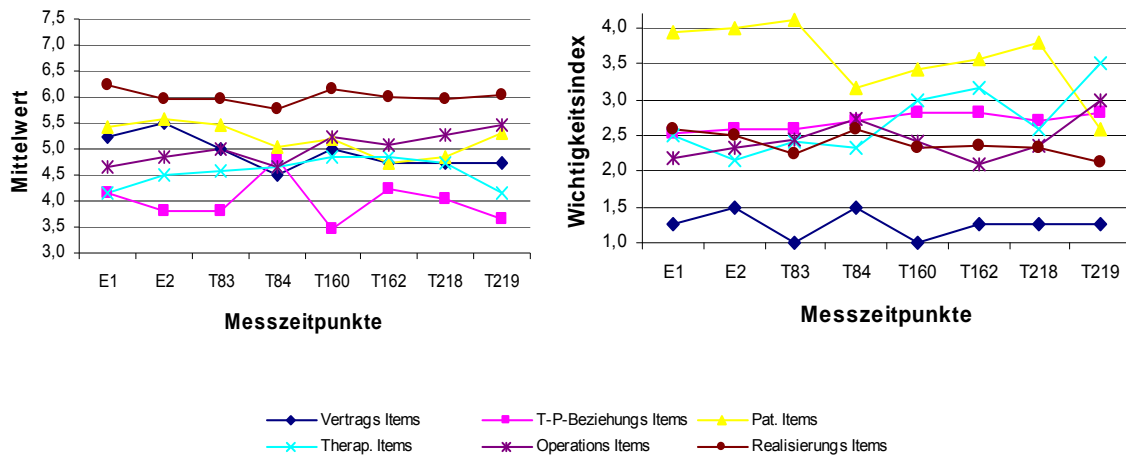 7,5
7,0
6,5
6,0
5,5
5,0
4,5
4,0
3,5
3,0
Mittelwert
E1 E2 T83 T84 T160 T162 T218 T219
Messzeitpunkte
4,0
3,5
3,0
2,5
2,0
1,5
1,0
Wichtigkeitsindex
E1 E2 T83 T84 T160 T162 T218 T219
Messzeitpunkte
Vertrags Items T-P-Beziehungs Items Pat. Items
Therap. Items Operations Items Realisierungs Items